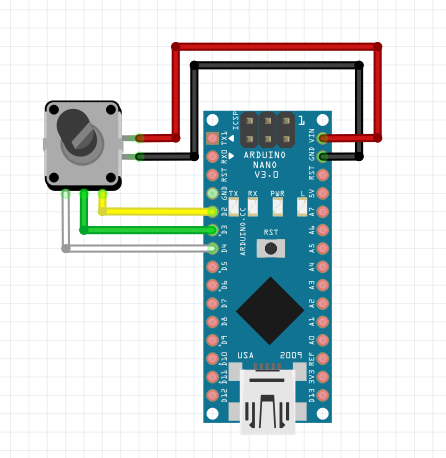 ICSP
1
TX1
RX0
RST
GND
D2
D3
D4
D5
D6
D7
D8
D9
D10
D11
D12
ARDUINO
NANO
V3.0
TX
RX
PWR
L
ARDUINO.CC
RST
USA
2009
VIN
GND
RST
5V
A7
A6
A5
A4
A3
A2
A1
A0
REF
3V3
D13